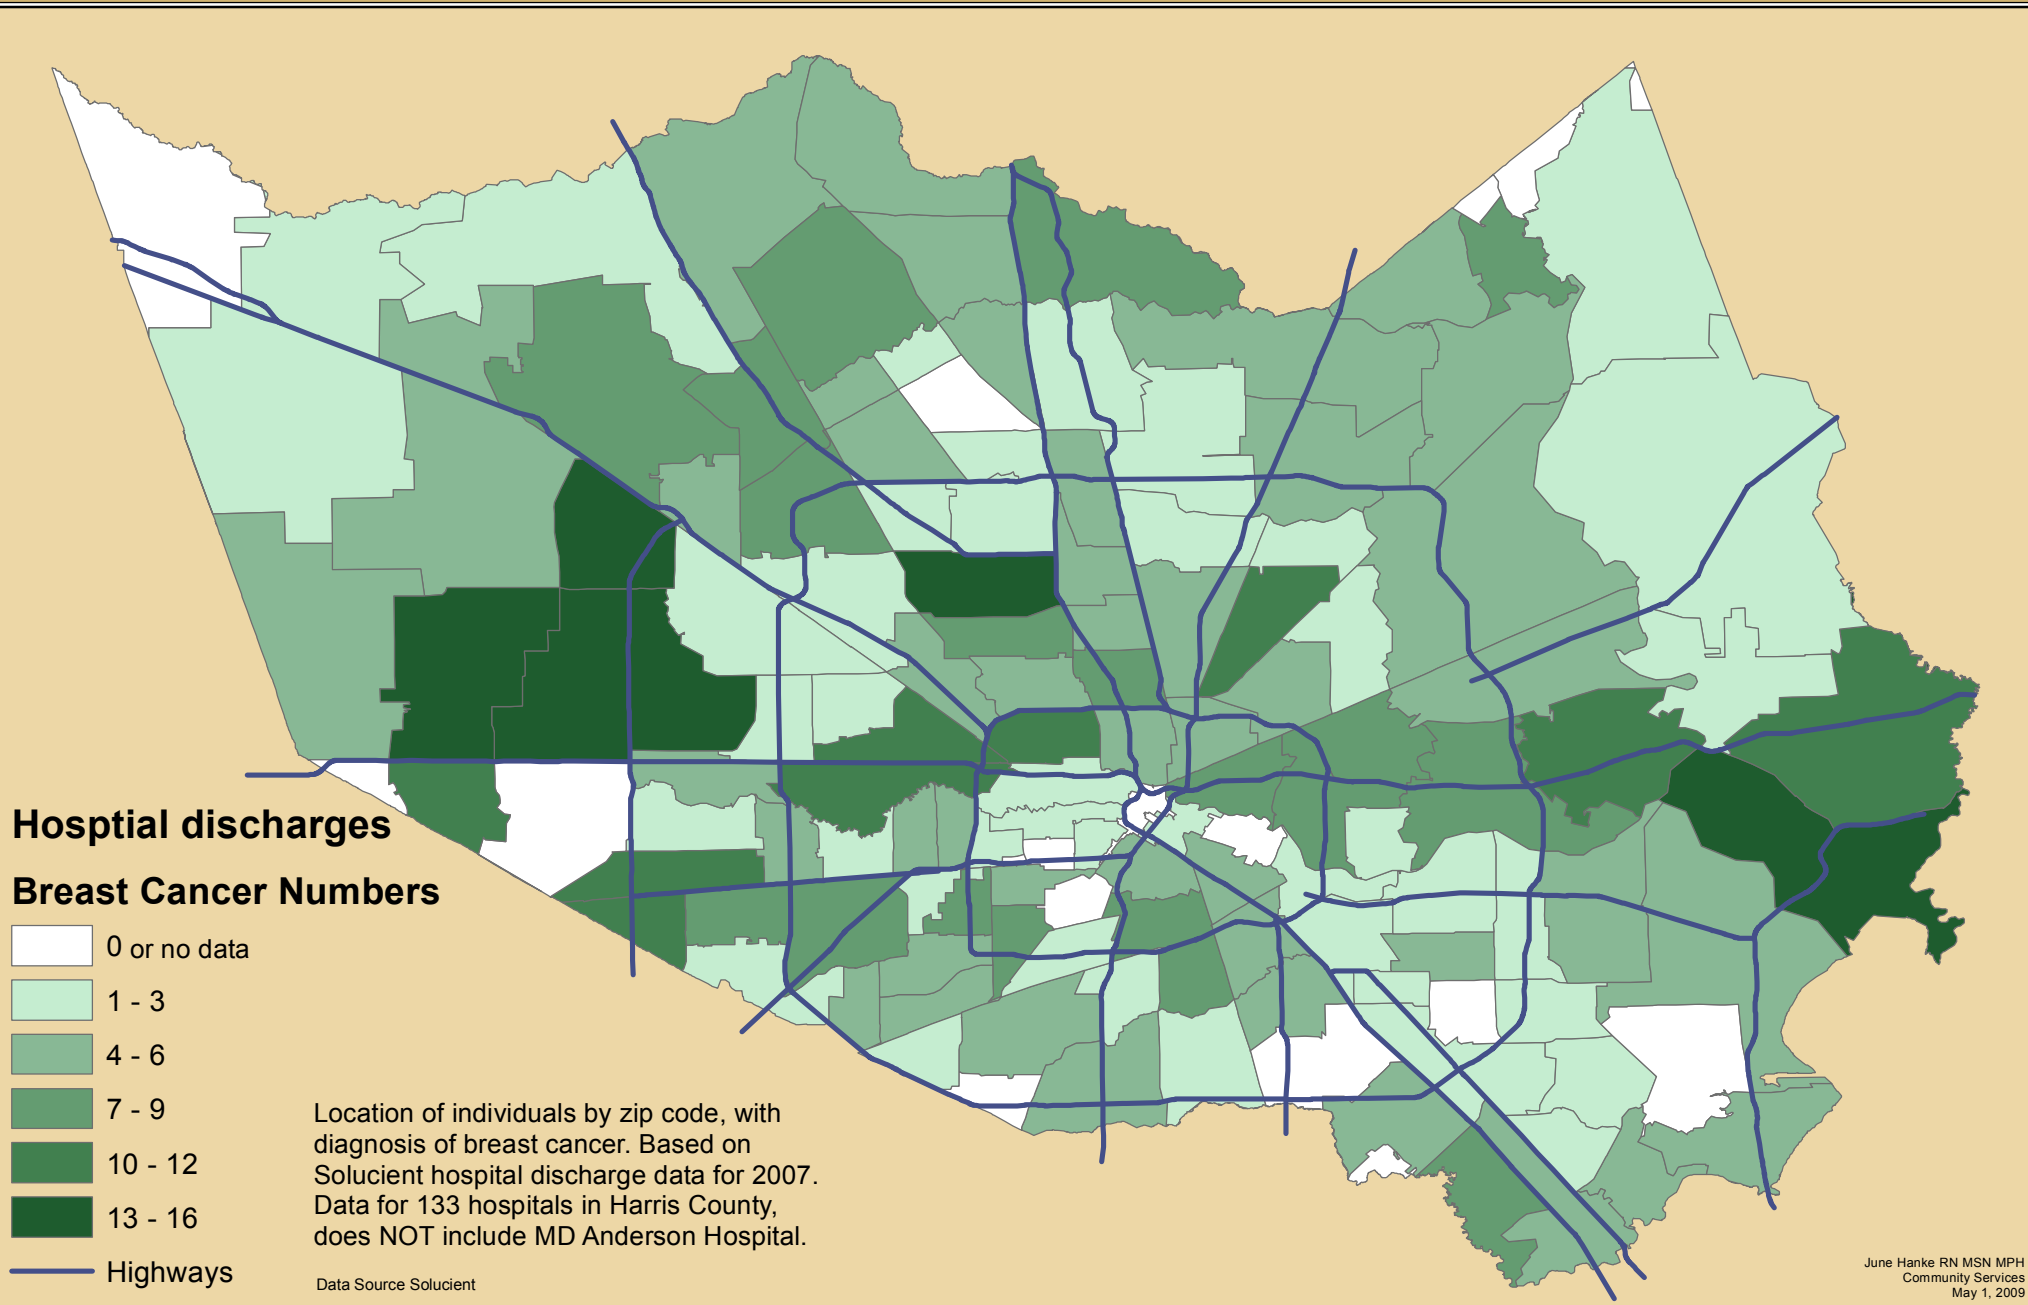 Hosptial discharges
Breast Cancer Numbers
0 or no data
1 - 3
4 - 6
7 - 9
10 - 12
13 - 16
Highways
Location of individuals by zip code, with
diagnosis of breast cancer. Based on
Solucient hospital discharge data for 2007.
Data for 133 hospitals in Harris County,
does NOT include MD Anderson Hospital.
Data Source Solucient
June Hanke RN MSN MPH
Community Services
May 1, 2009